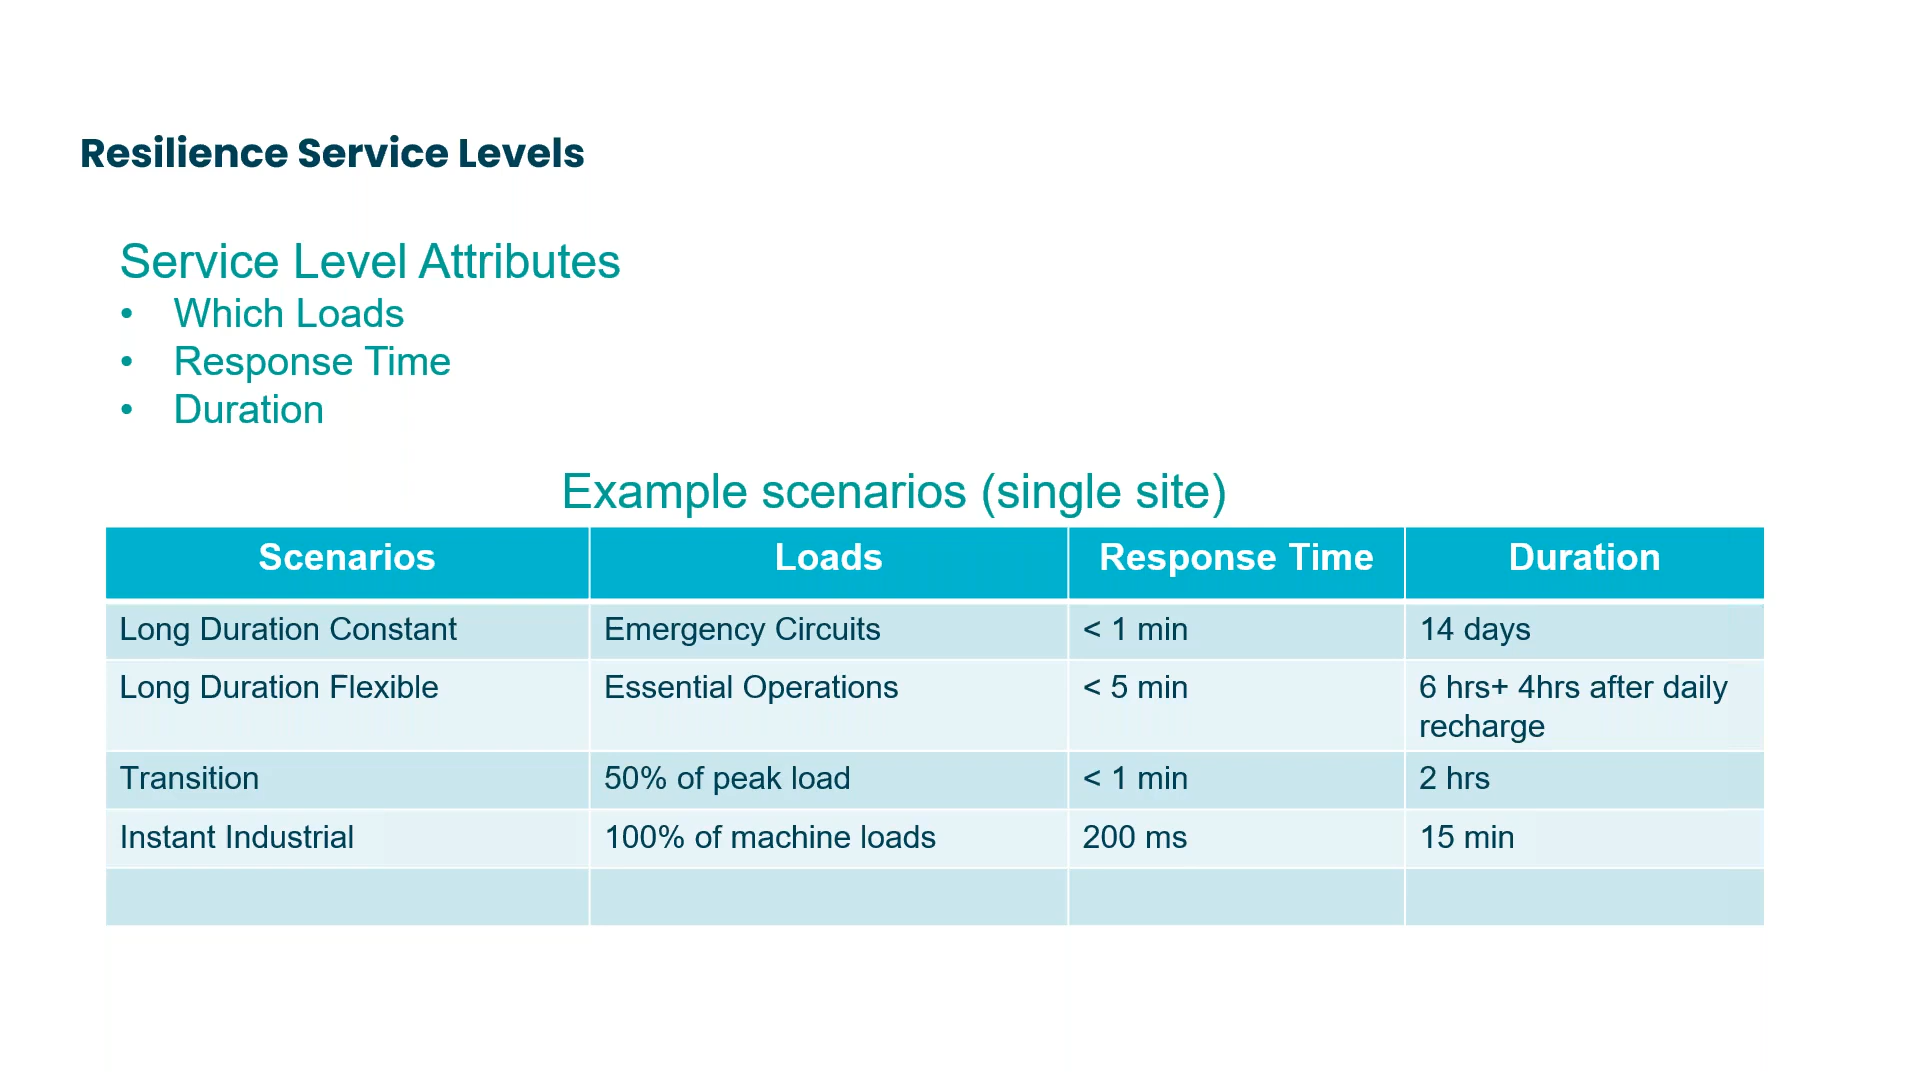 Resilience Service Levels
Service Level Attributes
• Which Loads
• Response Time
• Duration
Example scenarios (single site)
Scenarios Loads Response Time Duration
Long Duration Constant Emergency Circuits < 1 min 14 days
Long Duration Flexible Essential Operations < 5 min 6 hrs+ 4hrs after daily
recharge
Transition 50% of peak load < 1 min 2 hrs
Instant Industrial 100% of machine loads 200 ms 15 min